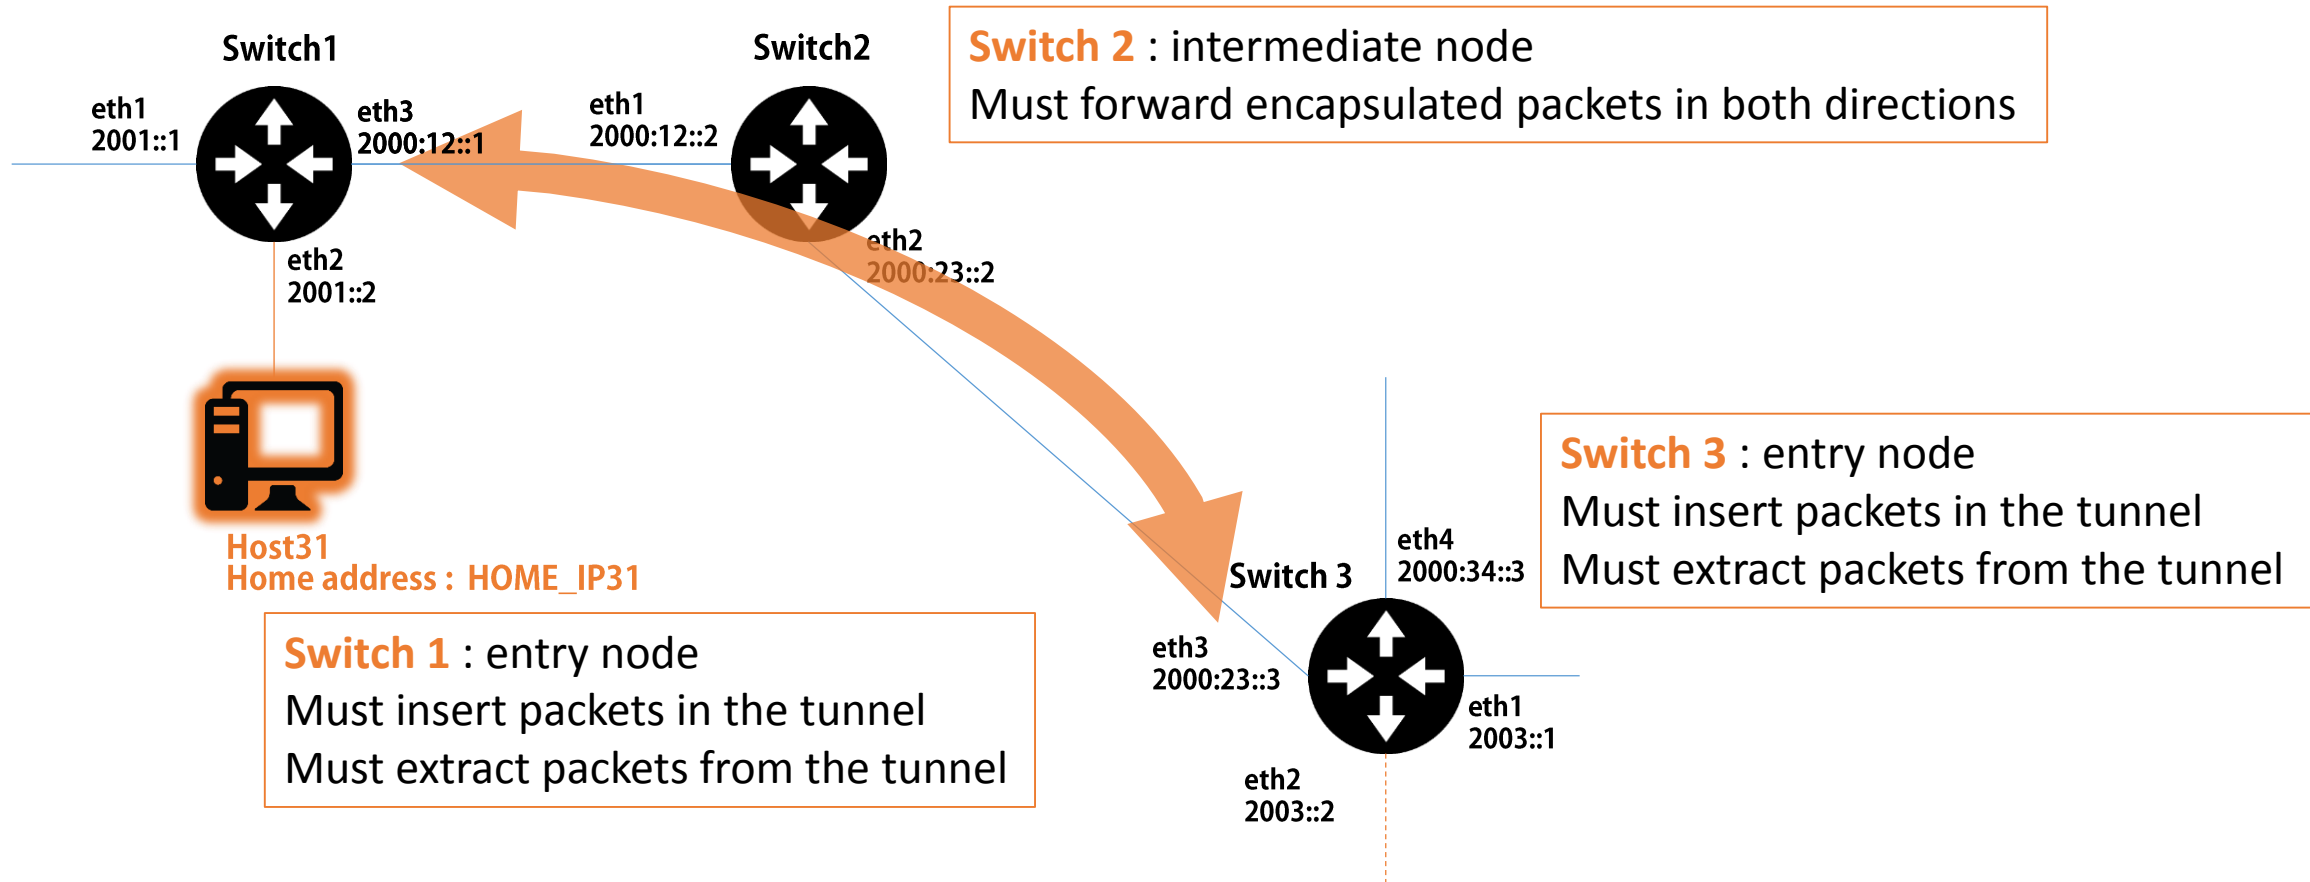 Switch1
Switch2
Switch 2 : intermediate node
Must forward encapsulated packets in both directions
eth1
2001::1
eth3
2000:12::1
eth1
2000:12::2
eth2
2001::2
eth2
2000:23::2
Host31
Home address : HOME_IP31
Switch 1 : entry node
Must insert packets in the tunnel
Must extract packets from the tunnel
Switch 3 : entry node
Must insert packets in the tunnel
Must extract packets from the tunnel
eth4
2000:34::3
Switch 3
eth3
2000:23::3
eth1
2003::1
eth2
2003::2